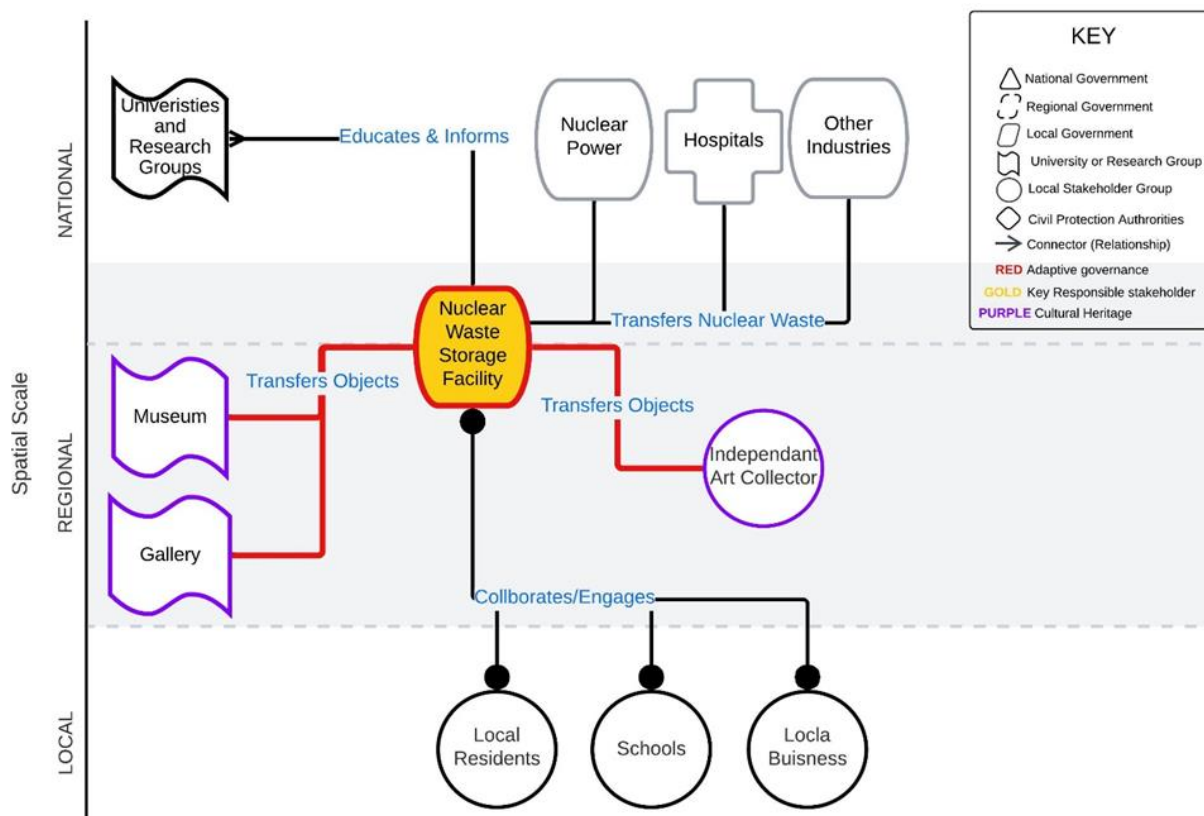 KEY
National Government
Regional Government
Local Government
University or Research Group
Local Stakeholder Group
Civil Protection Authrorities
Connector (Relationship)
RED Adaptive governance
GOLD Key Responsible stakeholder
PURPLE Cultural Heritage
Spatial Scale
NATIONAL
Univeristies
and
Research
Groups
Educates & Informs
Nuclear
Power
Hospitals
Other
Industries
Nuclear
Waste
Storage
Facility
Transfers Nuclear Waste
REGIONAL
Transfers Objects
Museum
Transfers Objects
Independant
Art Collector
Gallery
Collborates/Engages
LOCAL
Local
Residents
Schools
Locla
Buisness